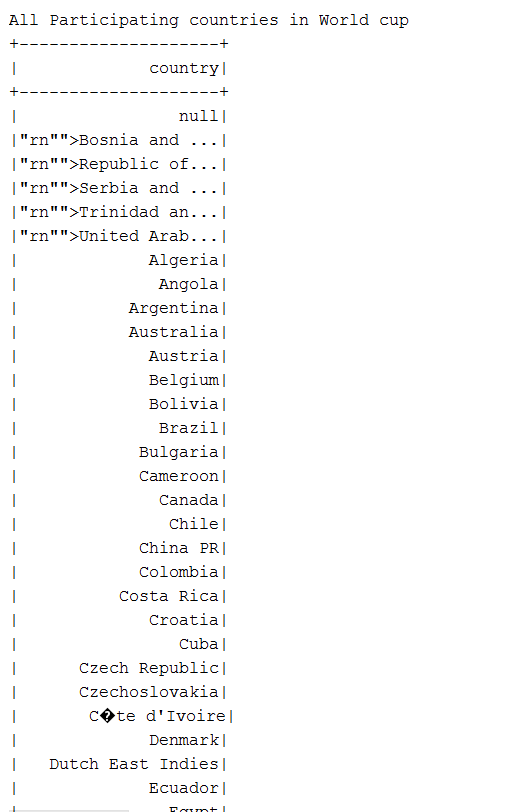 All Participating countries in World cup
+--------------------+
|             country|
+--------------------+
|                null|
|"rn"">Bosnia and ...|
|"rn"">Republic of...|
|"rn"">Serbia and ...|
|"rn"">Trinidad an...|
|"rn"">United Arab...|
|             Algeria|
|              Angola|
|           Argentina|
|           Australia|
|             Austria|
|             Belgium|
|             Bolivia|
|              Brazil|
|            Bulgaria|
|            Cameroon|
|              Canada|
|               Chile|
|            China PR|
|            Colombia|
|          Costa Rica|
|             Croatia|
|                Cuba|
|      Czech Republic|
|      Czechoslovakia|
|       C�te d'Ivoire|
|             Denmark|
|   Dutch East Indies|
|             Ecuador|
|               Egypt|